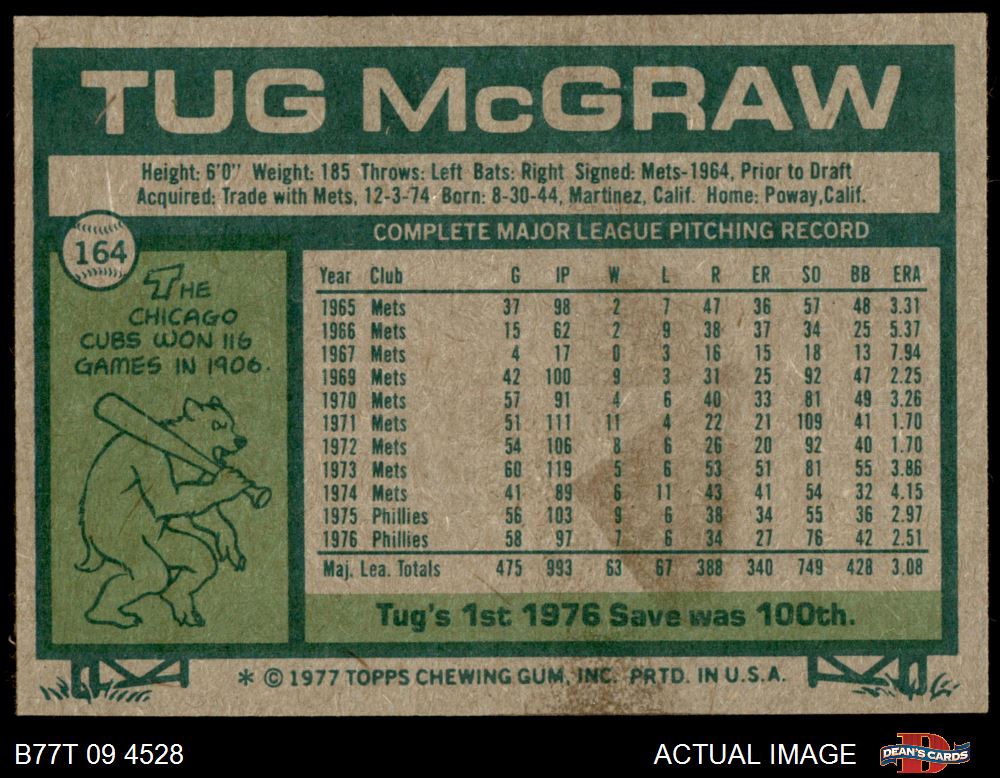 TUG McGRAW
Height: 6'0" Weight: 185 Throws: Left Bats: Right Signed: Mets-1964, Prior to Draft
Acquired: Trade with Mets, 12-3-74 Born: 8-30-44, Martinez, Calif. Home: Poway,Calif.
164
THE
CHICAGO
CUBS WON 116
GAMES IN 1906.
COMPLETE MAJOR LEAGUE PITCHING RECORD
Year Club G IP W L R ER SO BB ERA
1965 Mets 37 98 2 7 47 36 57 48 3.31
1966 Mets 15 62 2 9 38 37 34 25 5.37
1967 Mets 4 17 0 3 16 15 18 13 7.94
1969 Mets 42 100 9 3 31 25 92 47 2.25
1970 Mets 57 91 4 6 40 33 81 49 3.26
1971 Mets 51 111 11 4 22 21 109 41 1.70
1972 Mets 54 106 8 6 26 20 92 40 1.70
1973 Mets 60 119 5 6 53 51 81 55 3.86
1974 Mets 41 89 6 11 43 41 54 32 4.15
1975 Phillies 56 103 9 6 38 34 55 36 2.97
1976 Phillies 58 97 7 6 34 27 76 42 2.51
Maj. Lea. Totals 475 993 63 67 388 340 749 428 3.08
Tug's 1st 1976 Save was 100th.
* © 1977 TOPPS CHEWING GUM, INC. PRTD. IN U.S.A.
B77T 09 4528
ACTUAL IMAGE
DEAN'S CARDS